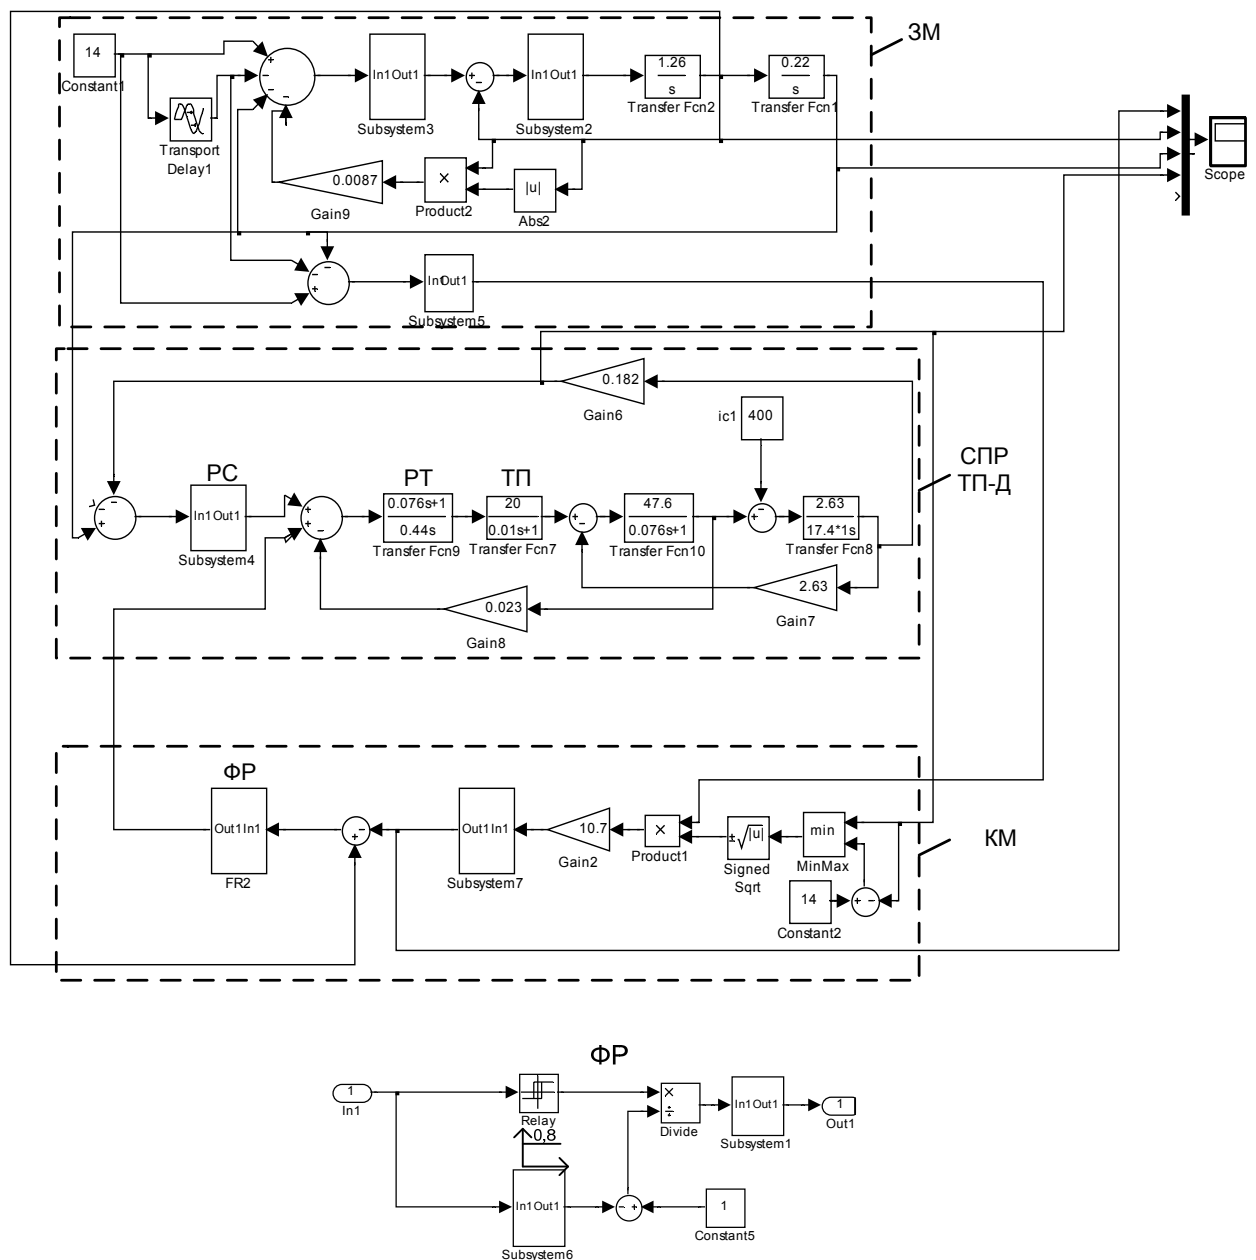 ЗМ
14
Constant1
Transport
Delay1
In1 Out1
Subsystem3
In1 Out1
Subsystem2
1.26
s
Transfer Fcn2
0.22
s
Transfer Fcn1
Scope
0.0087
Gain9
×
Product2
|u|
Abs2
In1 Out1
Subsystem5
0.182
Gain6
ic1
400
СПР
ТП-Д
РС
In1 Out1
Subsystem4
РТ
0.076s+1
0.44s
Transfer Fcn9
ТП
20
0.01s+1
Transfer Fcn7
47.6
0.076s+1
Transfer Fcn10
2.63
17.4*1s
Transfer Fcn8
2.63
Gain7
0.023
Gain8
ФР
Out1 In1
FR2
Out1 In1
Subsystem7
10.7
Gain2
×
Product1
±√|u|
Signed
Sqrt
min
MinMax
14
Constant2
КМ
ФР
1
In1
Relay
0,8
×
÷
Divide
In1 Out1
Subsystem1
1
Out1
In1 Out1
Subsystem6
1
Constant5